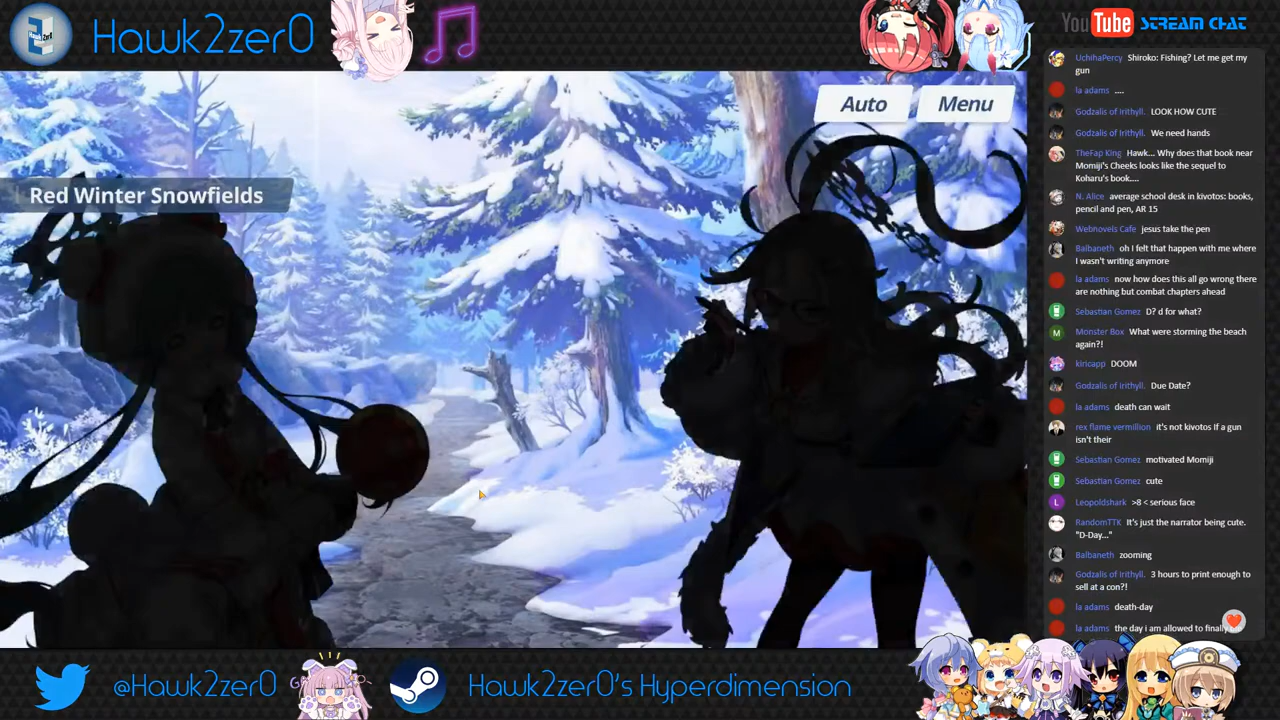 Hawk2zer0
YouTube STREAM CHAT
Auto
Menu
Red Winter Snowfields
UchihaPercy Shiroko: Fishing? Let me get my
gun
la adams ....
Godzalis of Irithyll. LOOK HOW CUTE
Godzalis of Irithyll. We need hands
TheFap King Hawk... Why does that book near
Momiji's Cheeks looks like the sequel to
Koharu's book....
N. Alice average school desk in kivotos: books,
pencil and pen, AR 15
Webnovels Cafe jesus take the pen
Balbaneth oh I felt that happen with me where
I wasn't writing anymore
la adams now how does this all go wrong there
are nothing but combat chapters ahead
Sebastian Gomez D? d for what?
M
Monster Box What were storming the beach
again?!
kiricapp DOOM
Godzalis of Irithyll. Due Date?
la adams death can wait
rex flame vermillion it's not kivotos if a gun
isn't their
Sebastian Gomez motivated Momiji
Sebastian Gomez cute
L
Leopoldshark >8 < serious face
RandomTTK It's just the narrator being cute.
"D-Day..."
Balbaneth zooming
Godzalis of Irithyll. 3 hours to print enough to
sell at a con?!
la adams death-day
la adams the day i am allowed to finally
@Hawk2zer0
Hawk2zer0's Hyperdimension